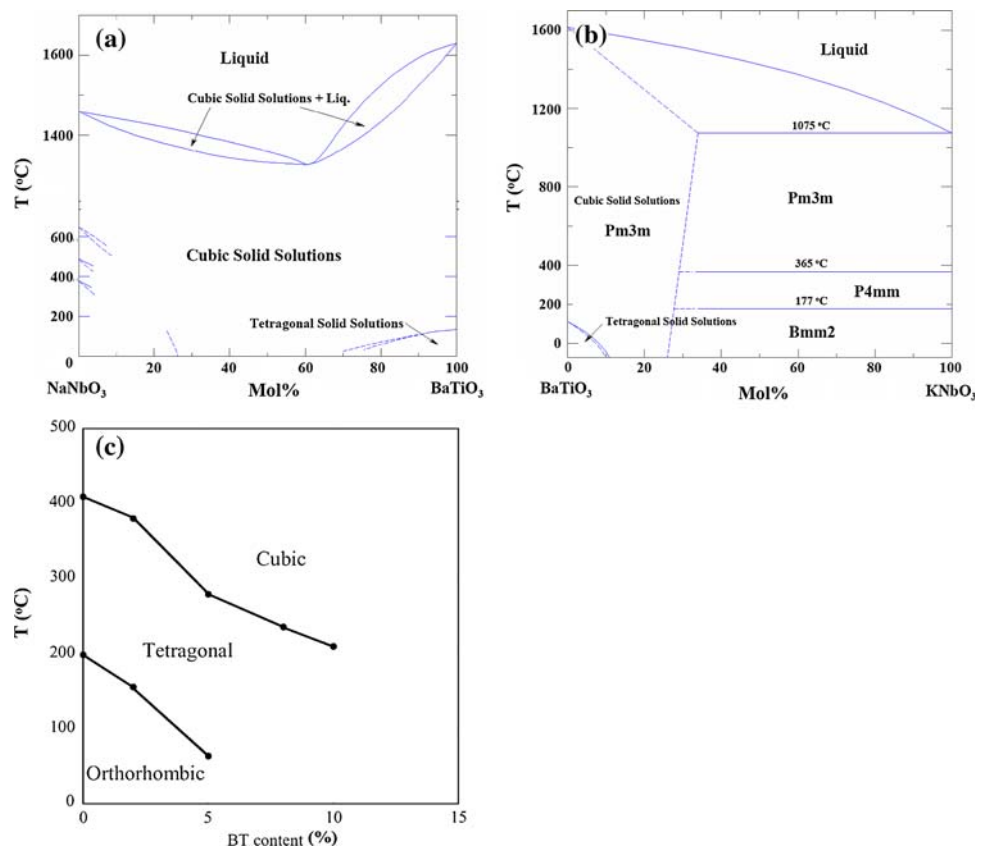 (a)
1600
Liquid
Cubic Solid Solutions + Liq.
1400
T (°C)
600
Cubic Solid Solutions
400
200
Tetragonal Solid Solutions
0
0 20 40 60 80 100
NaNbO₃ Mol% BaTiO₃
(b)
1600
Liquid
1200
1075 °C
T (°C)
800
Cubic Solid Solutions
Pm3m
Pm3m
400
365 °C
P4mm
200
177 °C
Tetragonal Solid Solutions
Bmm2
0
0 20 40 60 80 100
BaTiO₃ Mol% KNbO₃
(c)
500
400
Cubic
300
T (°C)
200
Tetragonal
100
Orthorhombic
0
0 5 10 15
BT content (%)